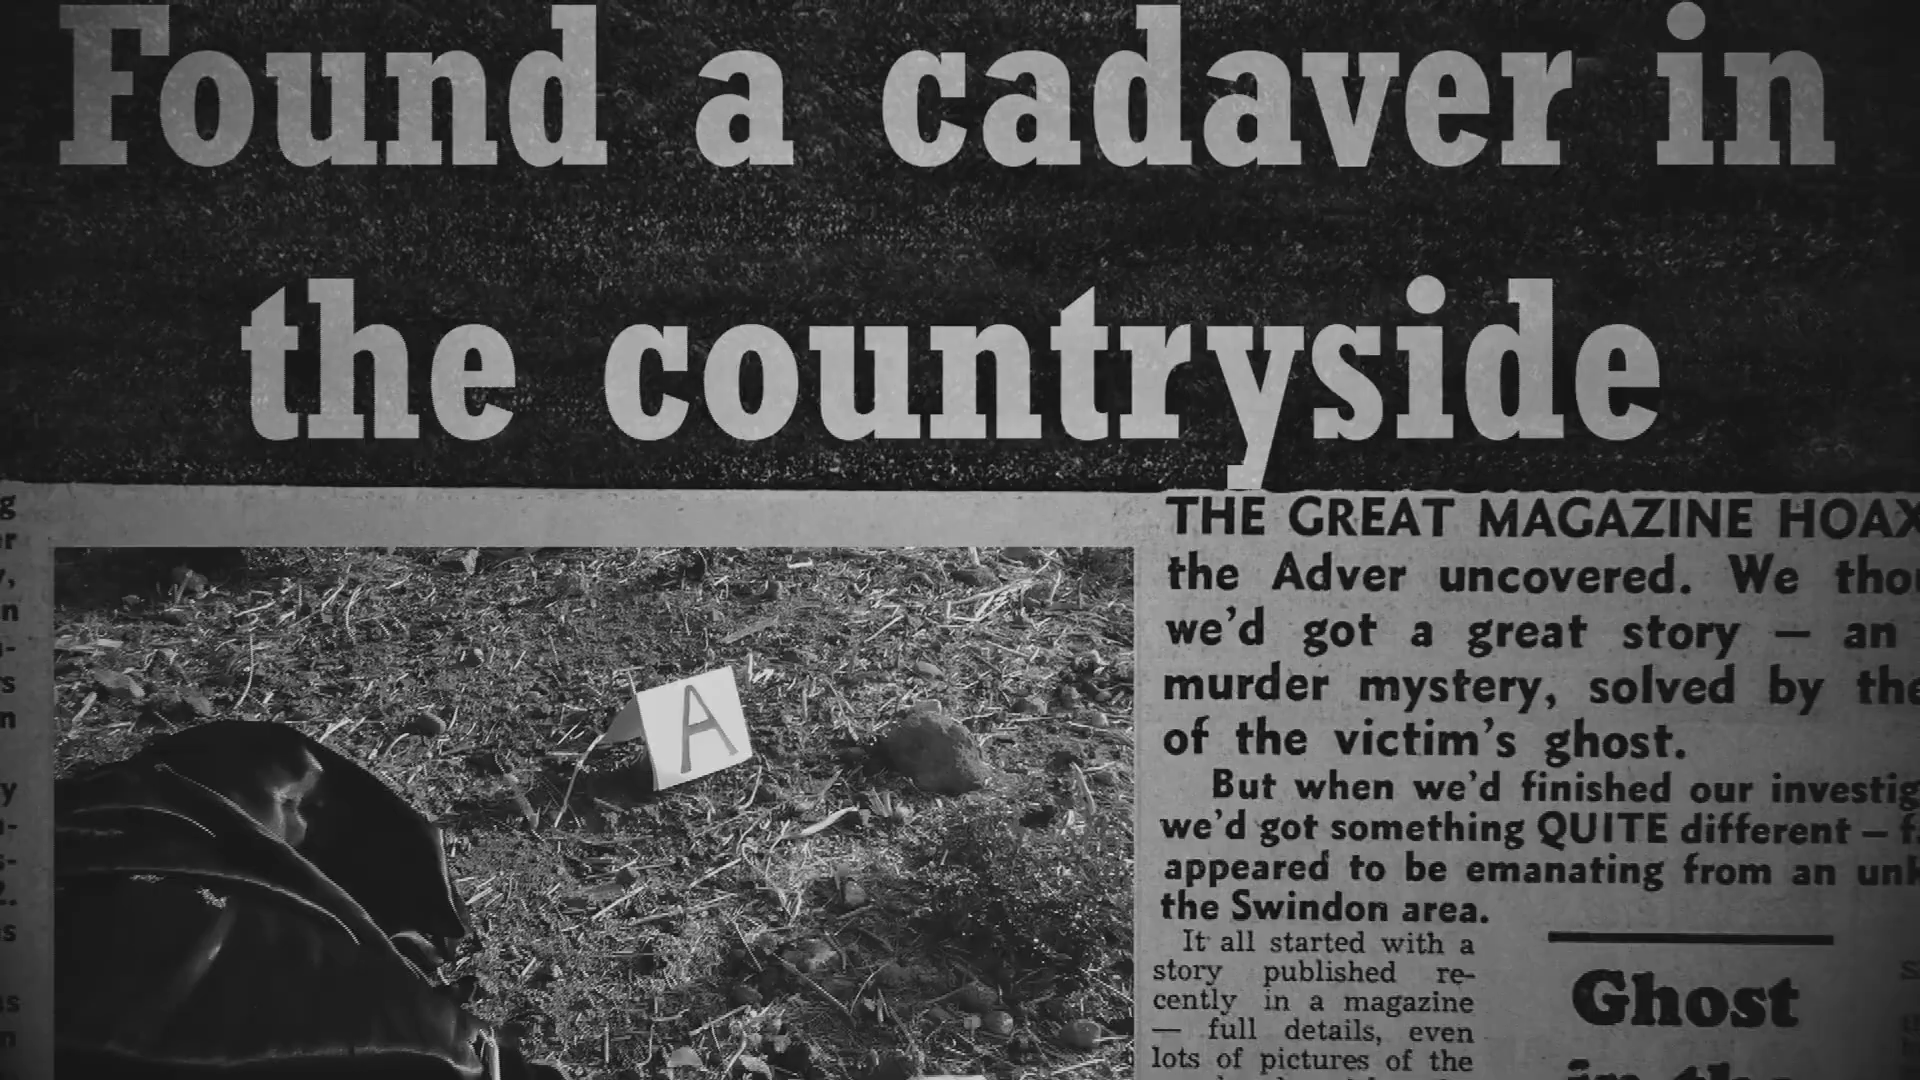 Found a cadaver in
the countryside
THE GREAT MAGAZINE HOAX
the Adver uncovered. We
we'd got a great story — an
murder mystery, solved by
of the victim's ghost.
But when we'd finished our
we'd got something QUITE different —
appeared to be emanating from an
the Swindon area.
It all started with a
story published re-
cently in a magazine
— full details, even
lots of pictures of the
Ghost
in the
A